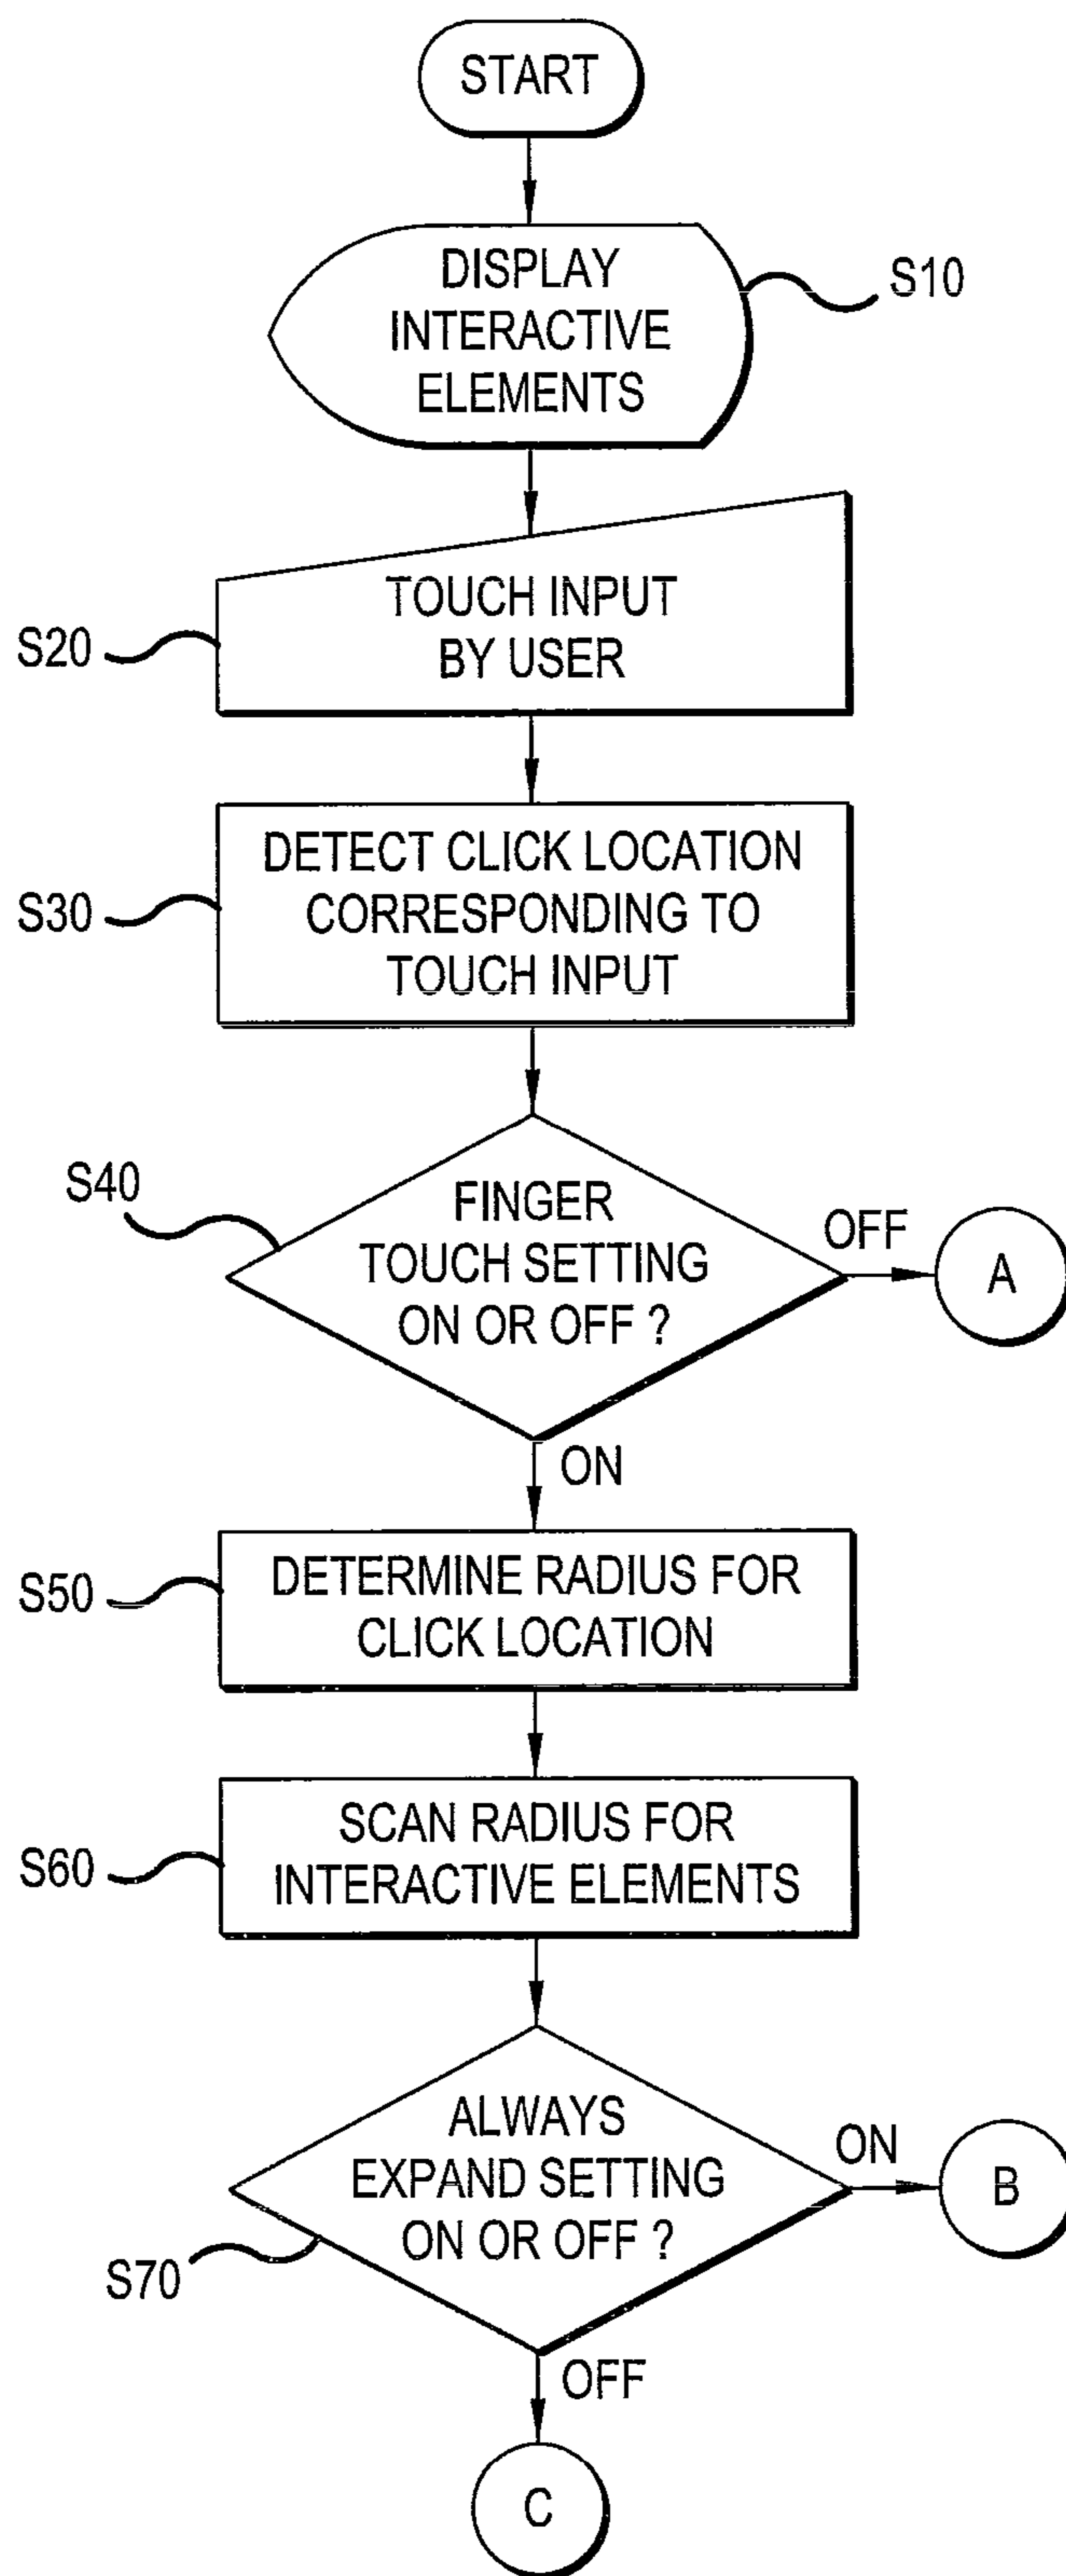 START
DISPLAY
INTERACTIVE
ELEMENTS
S10
TOUCH INPUT
BY USER
S20
DETECT CLICK LOCATION
CORRESPONDING TO
TOUCH INPUT
S30
S40
FINGER
TOUCH SETTING
ON OR OFF ?
OFF
A
ON
S50
DETERMINE RADIUS FOR
CLICK LOCATION
S60
SCAN RADIUS FOR
INTERACTIVE ELEMENTS
ALWAYS
EXPAND SETTING
ON OR OFF ?
S70
ON
B
OFF
C